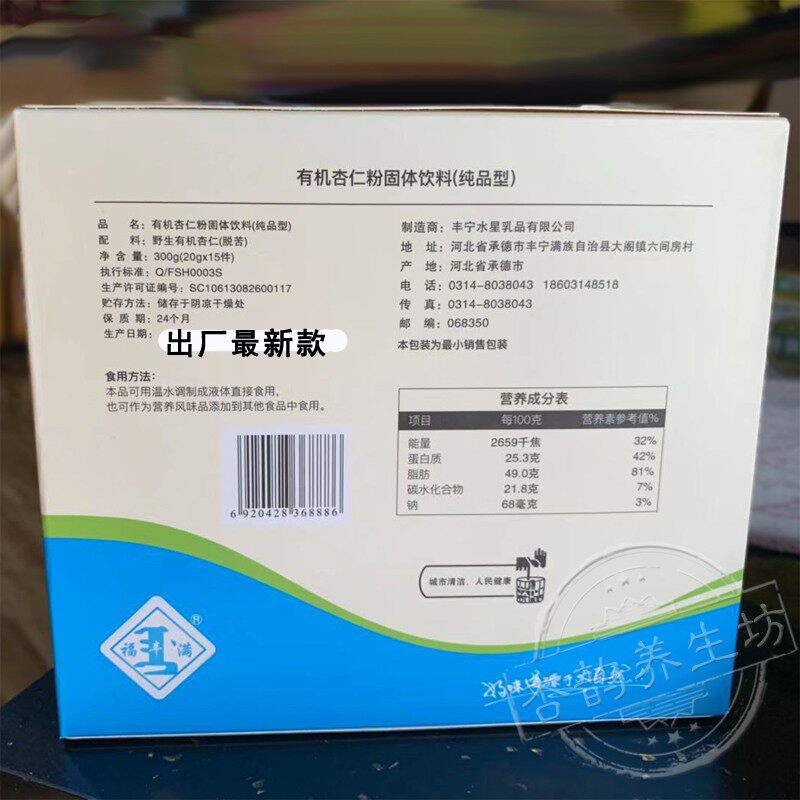 有机杏仁粉固体饮料(纯品型)
品 名：有机杏仁粉固体饮料(纯品型)
配 料：野生有机杏仁(脱苦)
净 含 量：300g(20gx15件)
执行标准：Q/FSH0003S
生产许可证编号：SC10613082600117
贮存方法：储存于阴凉干燥处
保 质 期：24个月
生产日期：出厂最新款
食用方法：
本品可用温水调制成液体直接食用，
也可作为营养风味品添加到其他食品中食用。
6 920428 368886
制造商：丰宁水星乳品有限公司
地 址：河北省承德市丰宁满族自治县大阁镇六间房村
产 地：河北省承德市
电 话：0314-8038043 18603148518
传 真：0314-8038043
邮 编：068350
本包装为最小销售包装
营养成分表
项目 每100克 营养素参考值%
能量 2659千焦 32%
蛋白质 25.3克 42%
脂肪 49.0克 81%
碳水化合物 21.8克 7%
钠 68毫克 3%
城市清洁，人民健康
福丰满®
好味道源于
杏韵养生坊